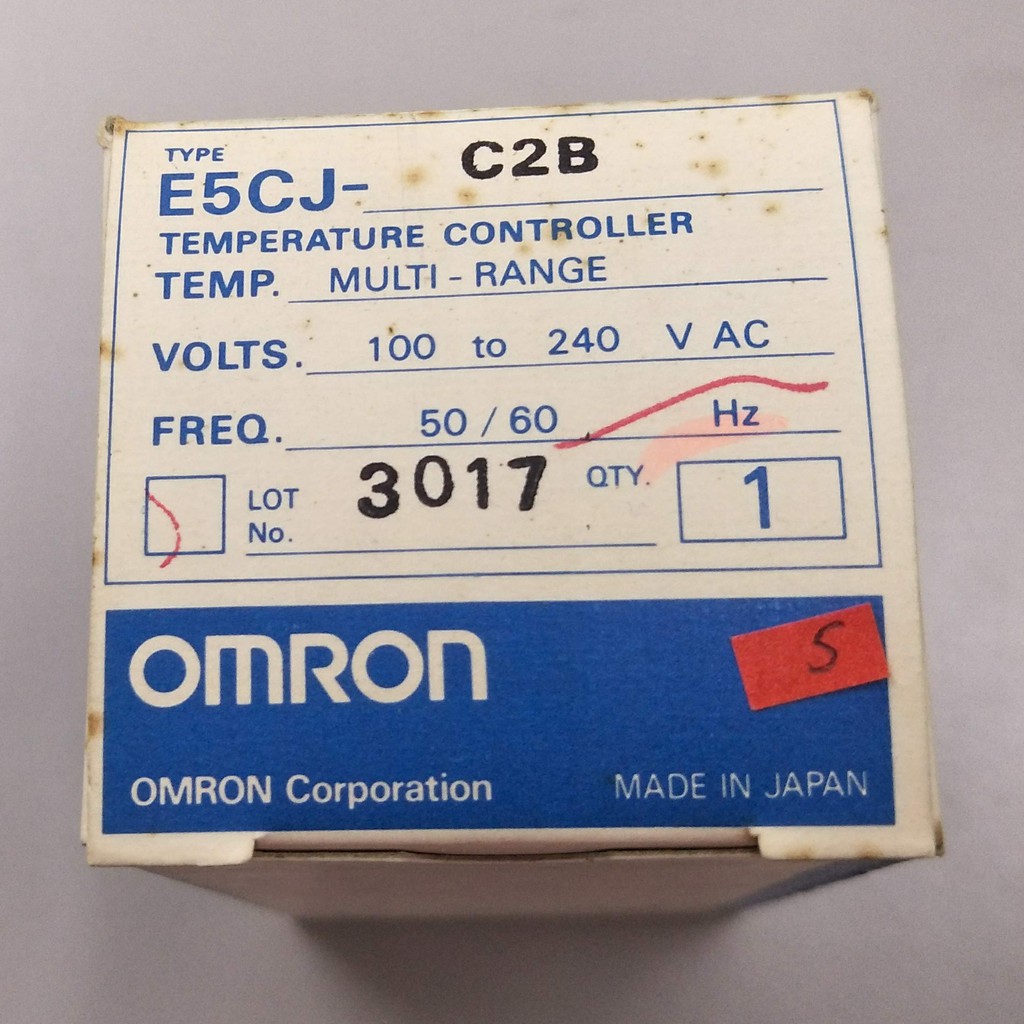 TYPE
E5CJ- C2B
TEMPERATURE CONTROLLER
TEMP. MULTI - RANGE
VOLTS. 100 to 240 V AC
FREQ. 50 / 60 Hz
LOT No. 3017 QTY. 1
OMRON
S
OMRON Corporation MADE IN JAPAN